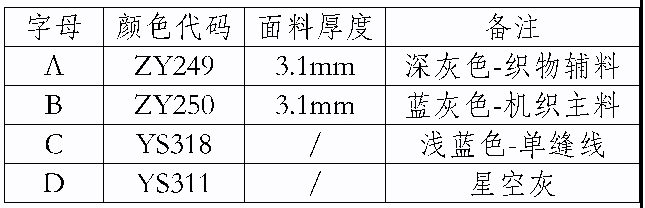 字母 颜色代码 面料厚度 备注
A ZY249 3.1mm 深灰色-织物辅料
B ZY250 3.1mm 蓝灰色-机织主料
C YS318 / 浅蓝色-单缝线
D YS311 / 星空灰